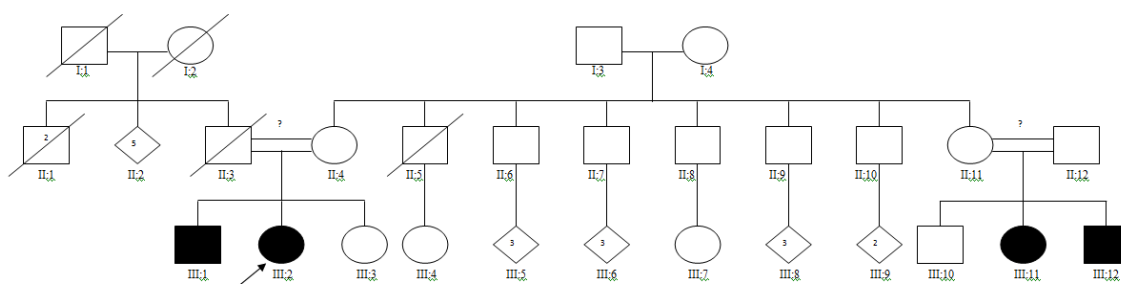 I:1 I:2 I:3 I:4
2 5 ? ?
II:1 II:2 II:3 II:4 II:5 II:6 II:7 II:8 II:9 II:10 II:11 II:12
3 3 3 2
III:1 III:2 III:3 III:4 III:5 III:6 III:7 III:8 III:9 III:10 III:11 III:12